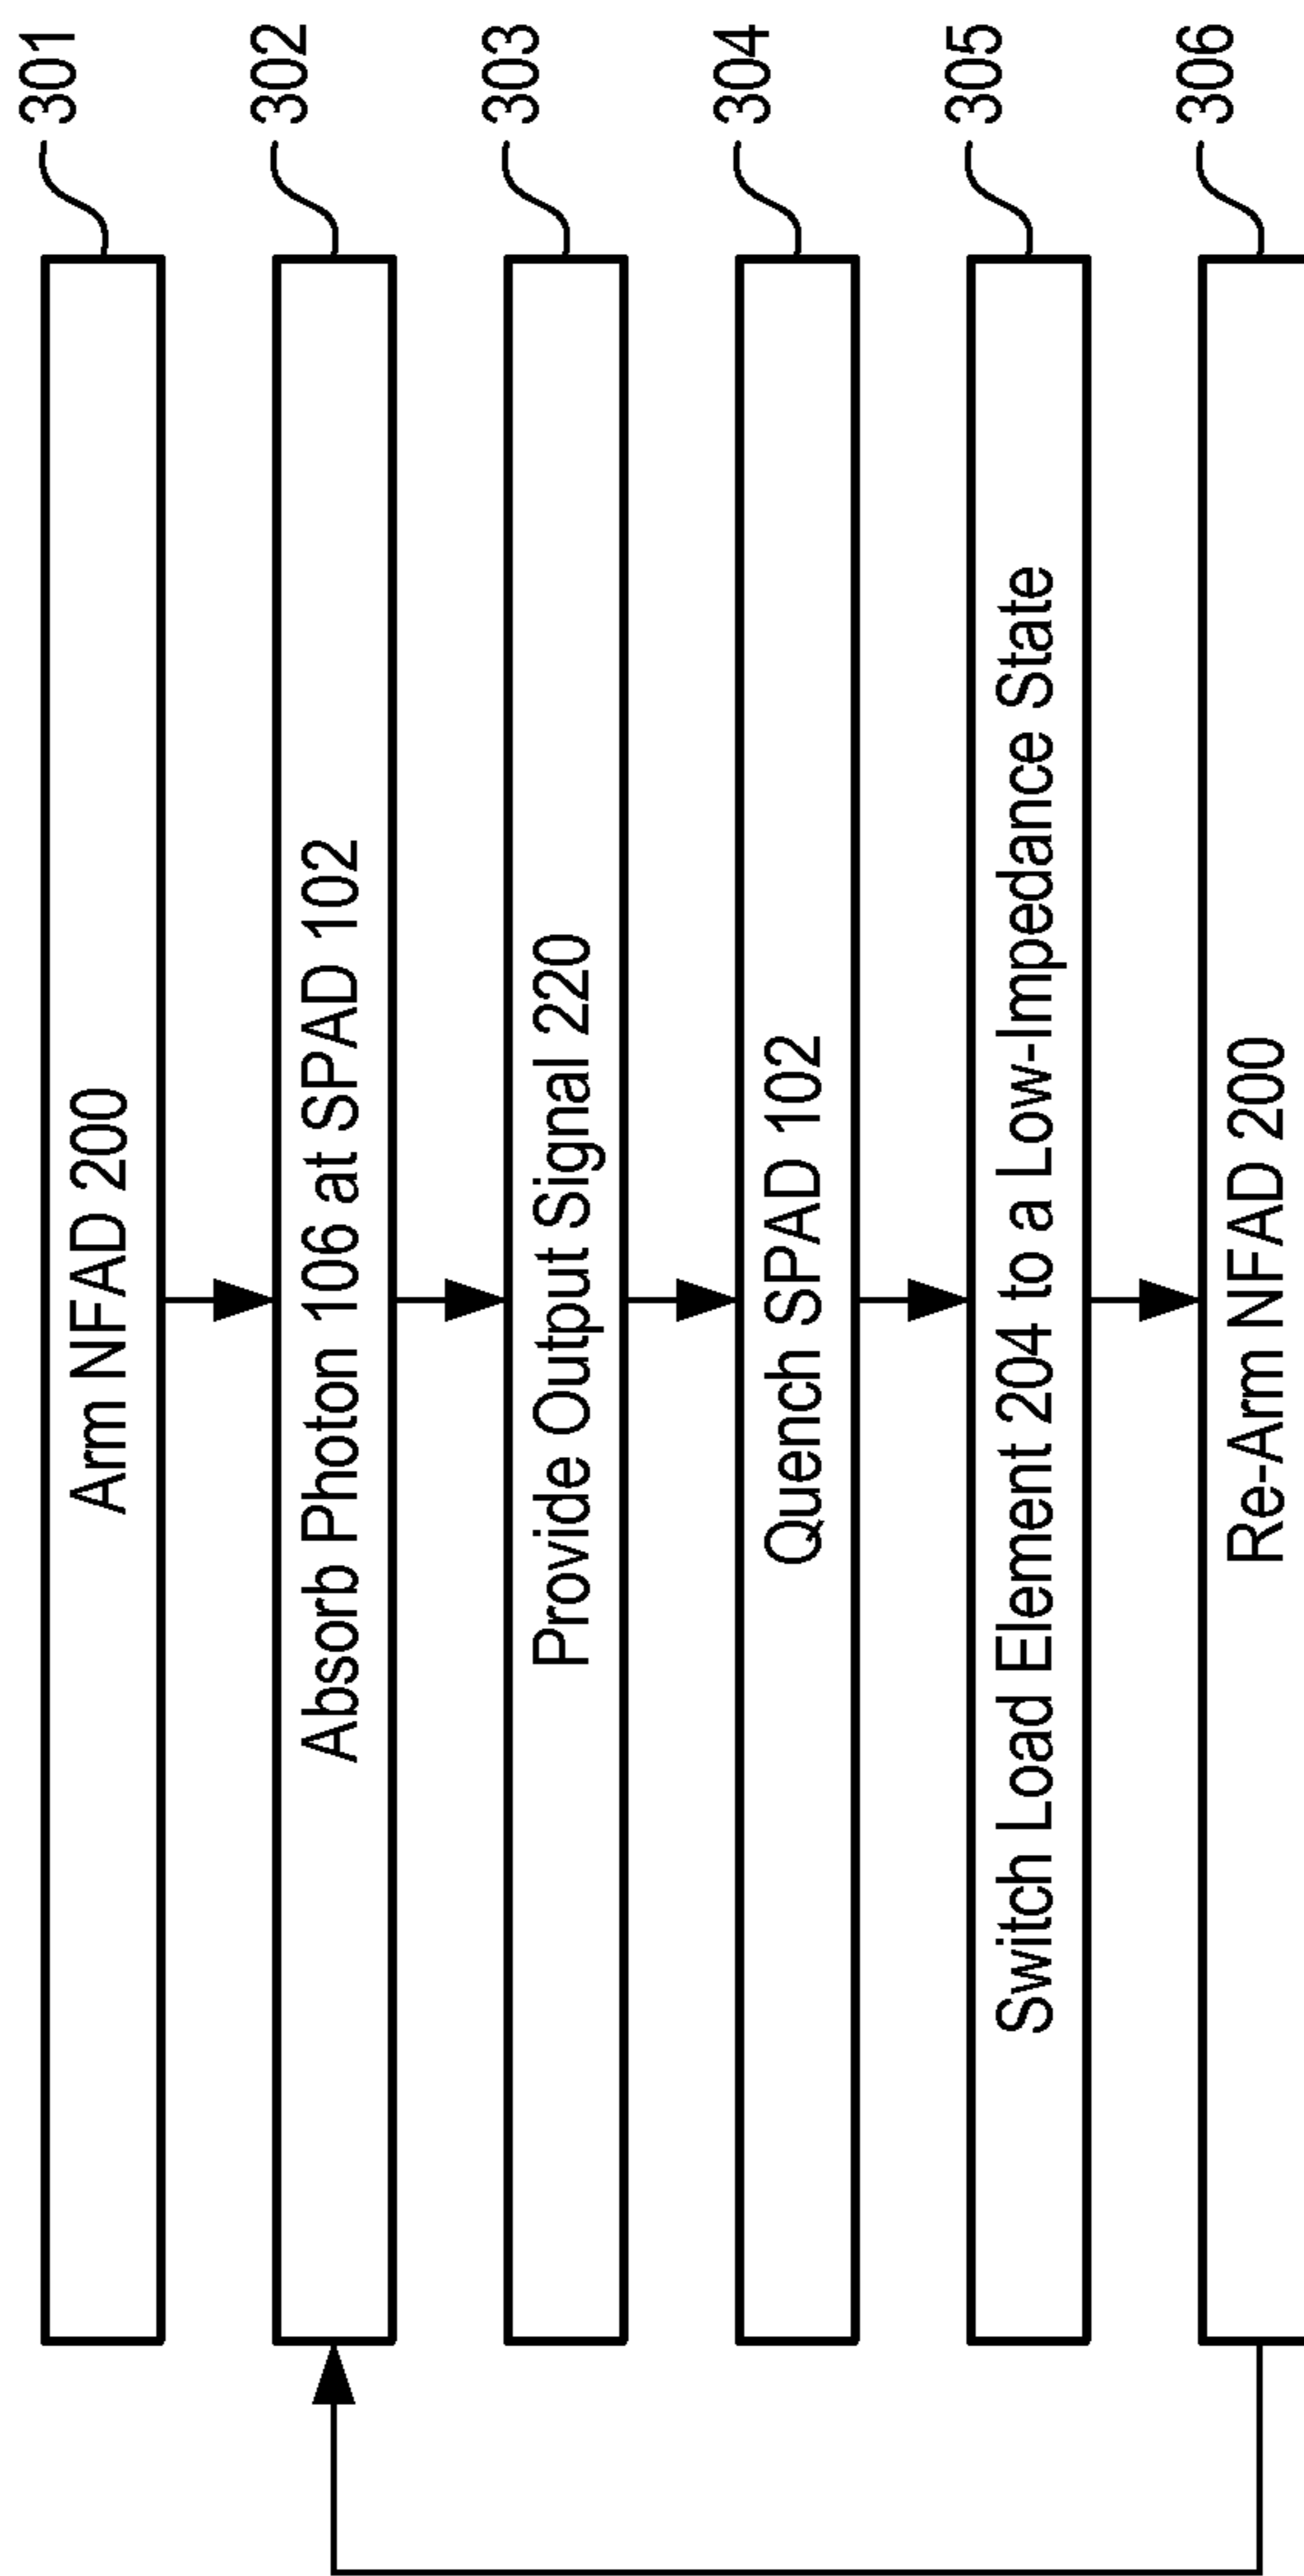 301
Arm NFAD 200
302
Absorb Photon 106 at SPAD 102
303
Provide Output Signal 220
304
Quench SPAD 102
305
Switch Load Element 204 to a Low-Impedance State
306
Re-Arm NFAD 200